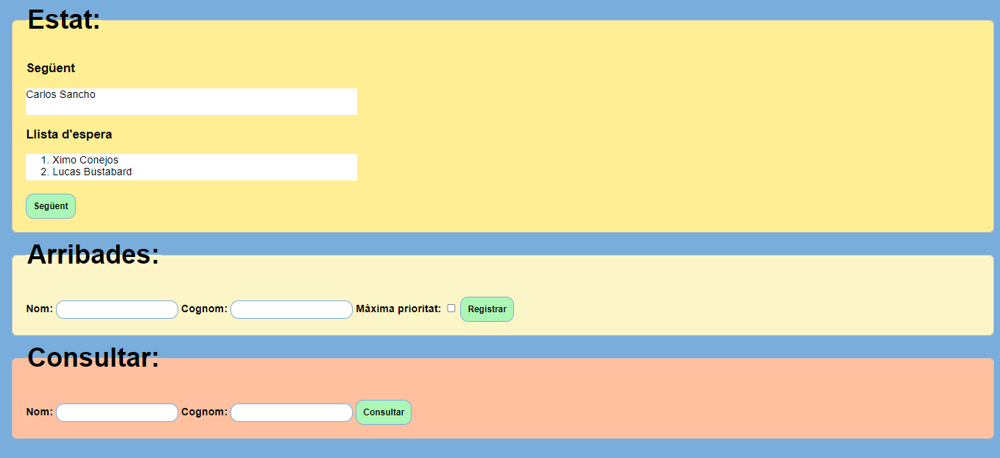 Estat:
Següent
Carlos Sancho
Llista d'espera
1. Ximo Conejos
2. Lucas Bustabard
Següent
Arribades:
Nom: Cognom: Màxima prioritat: Registrar
Consultar:
Nom: Cognom: Consultar